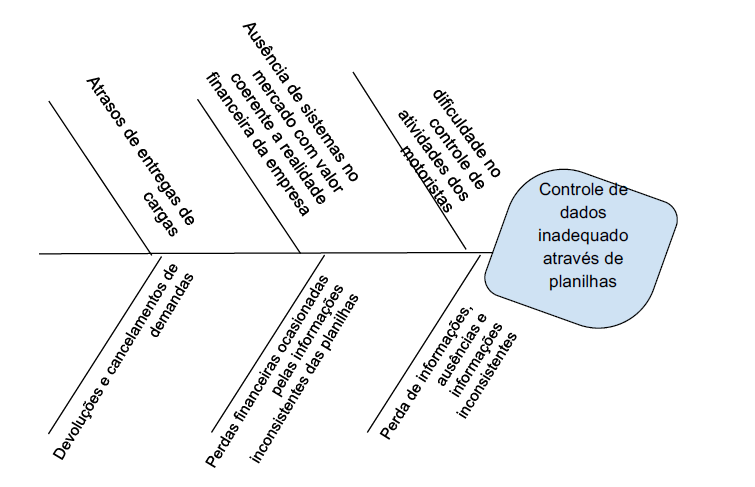 Atrasos de entregas de
cargas
Ausência de sistemas no
mercado com valor
coerente a realidade
financeira da empresa
dificuldade no
controle de
atividades dos
motoristas
Controle de
dados
inadequado
através de
planilhas
Devoluções e cancelamentos de
demandas
Perdas financeiras ocasionadas
pelas informações
inconsistentes das planilhas
Perda de informações,
ausências e
informações
inconsistentes